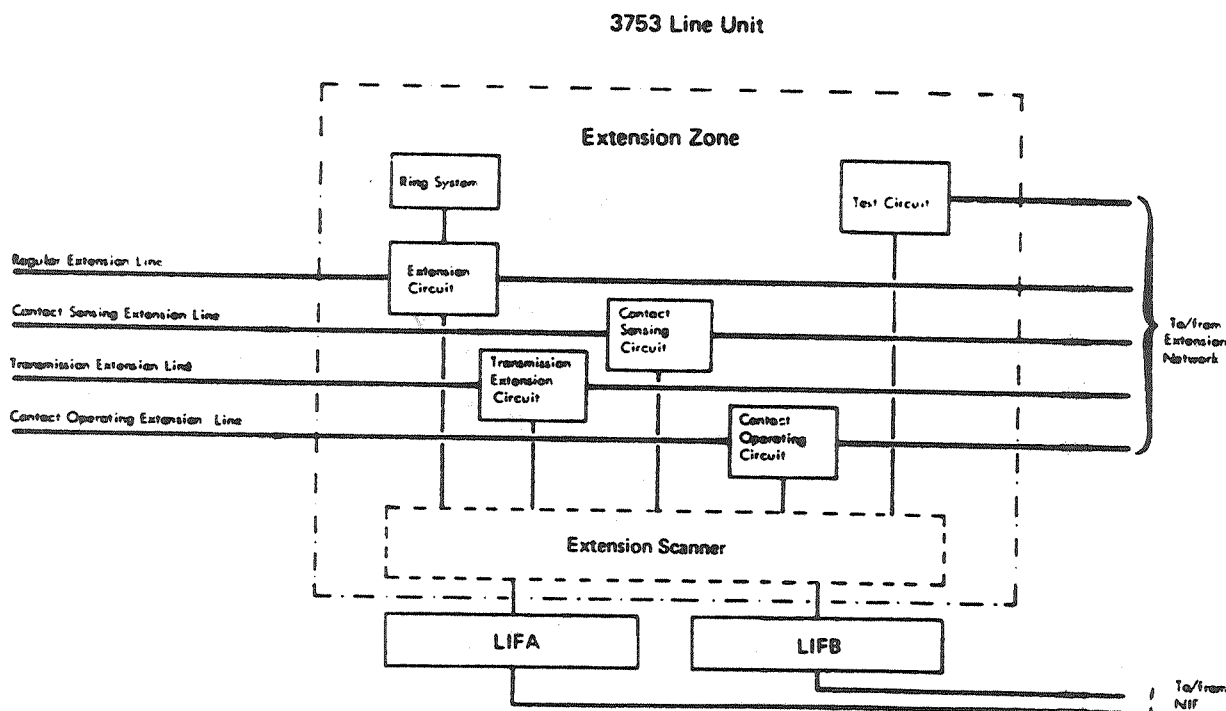 3753 Line Unit
Extension Zone
Ring System
Test Circuit
Regular Extension Line
Extension
Circuit
Contact Sensing Extension Line
Contact
Sensing
Circuit
To/from
Extension
Network
Transmission Extension Line
Transmission
Extension
Circuit
Contact Operating Extension Line
Contact
Operating
Circuit
Extension Scanner
LIFA
LIFB
To/from
NIF